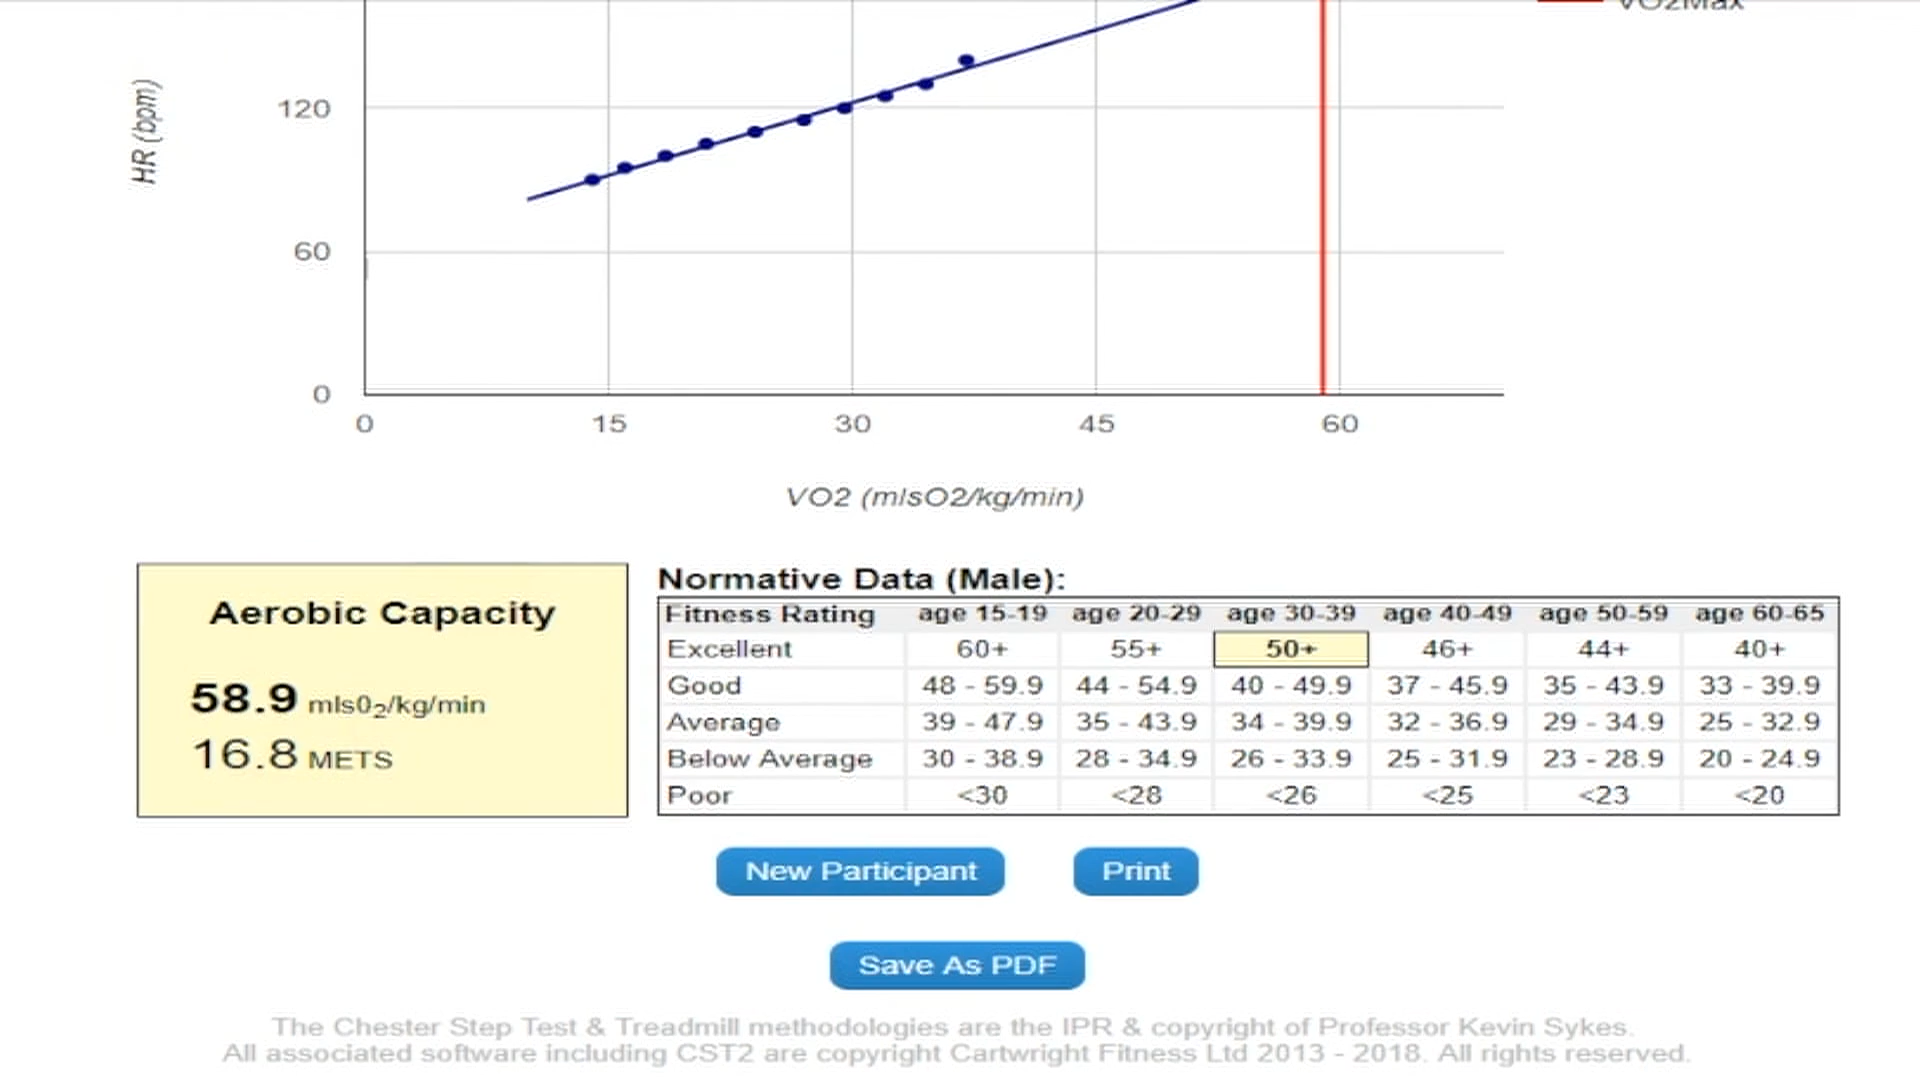 VO2Max
HR (bpm)
120
60
0
0 15 30 45 60
VO2 (mlsO2/kg/min)
Aerobic Capacity
58.9 mls0₂/kg/min
16.8 METS
Normative Data (Male):
Fitness Rating age 15-19 age 20-29 age 30-39 age 40-49 age 50-59 age 60-65
Excellent 60+ 55+ 50+ 46+ 44+ 40+
Good 48 - 59.9 44 - 54.9 40 - 49.9 37 - 45.9 35 - 43.9 33 - 39.9
Average 39 - 47.9 35 - 43.9 34 - 39.9 32 - 36.9 29 - 34.9 25 - 32.9
Below Average 30 - 38.9 28 - 34.9 26 - 33.9 25 - 31.9 23 - 28.9 20 - 24.9
Poor <30 <28 <26 <25 <23 <20
New Participant Print
Save As PDF
The Chester Step Test & Treadmill methodologies are the IPR & copyright of Professor Kevin Sykes.
All associated software including CST2 are copyright Cartwright Fitness Ltd 2013 - 2018. All rights reserved.